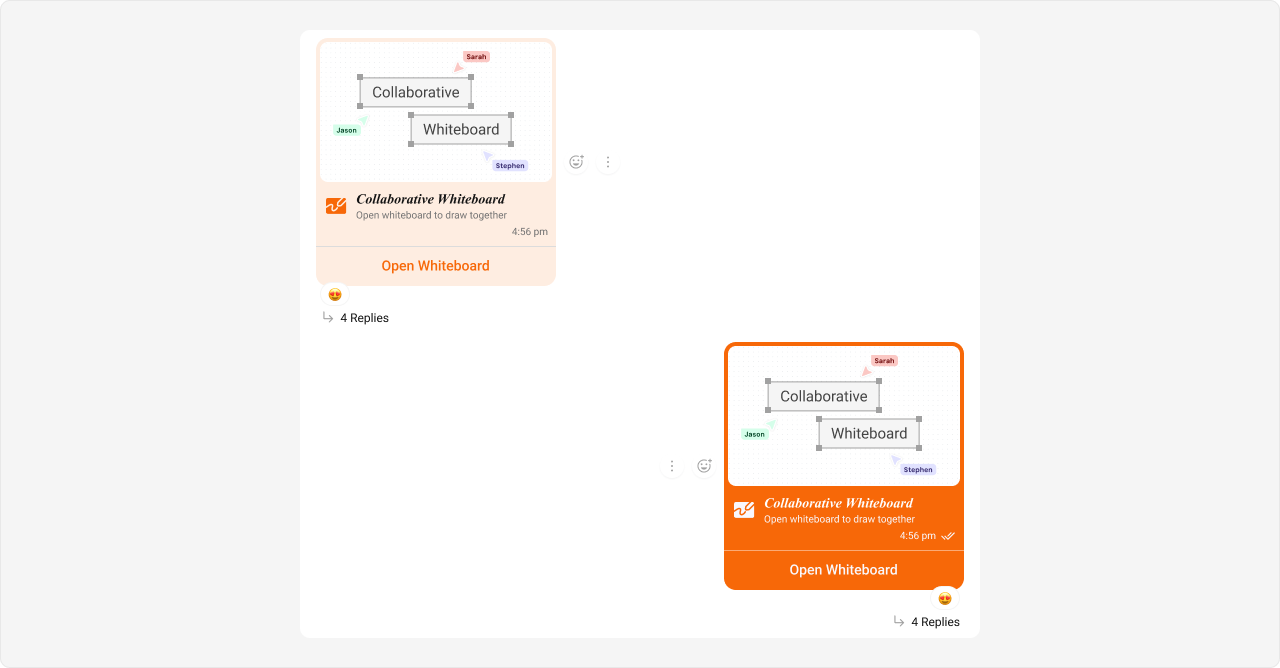 Sarah
Collaborative
Jason
Whiteboard
Stephen
Collaborative Whiteboard
Open whiteboard to draw together
4:56 pm
Open Whiteboard
4 Replies
Sarah
Collaborative
Jason
Whiteboard
Stephen
Collaborative Whiteboard
Open whiteboard to draw together
4:56 pm
Open Whiteboard
4 Replies